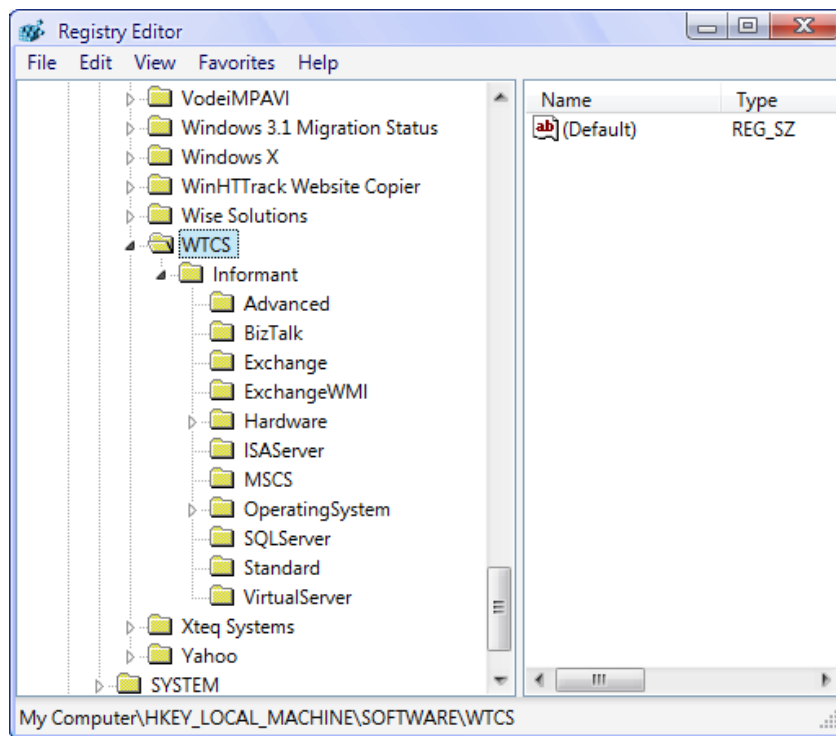 Registry Editor
File Edit View Favorites Help
VodeiMPAVI
Windows 3.1 Migration Status
Windows X
WinHTTrack Website Copier
Wise Solutions
WTCS
Informant
Advanced
BizTalk
Exchange
ExchangeWMI
Hardware
ISAServer
MSCS
OperatingSystem
SQLServer
Standard
VirtualServer
Xteq Systems
Yahoo
SYSTEM
Name Type
ab (Default) REG_SZ
My Computer\HKEY_LOCAL_MACHINE\SOFTWARE\WTCS